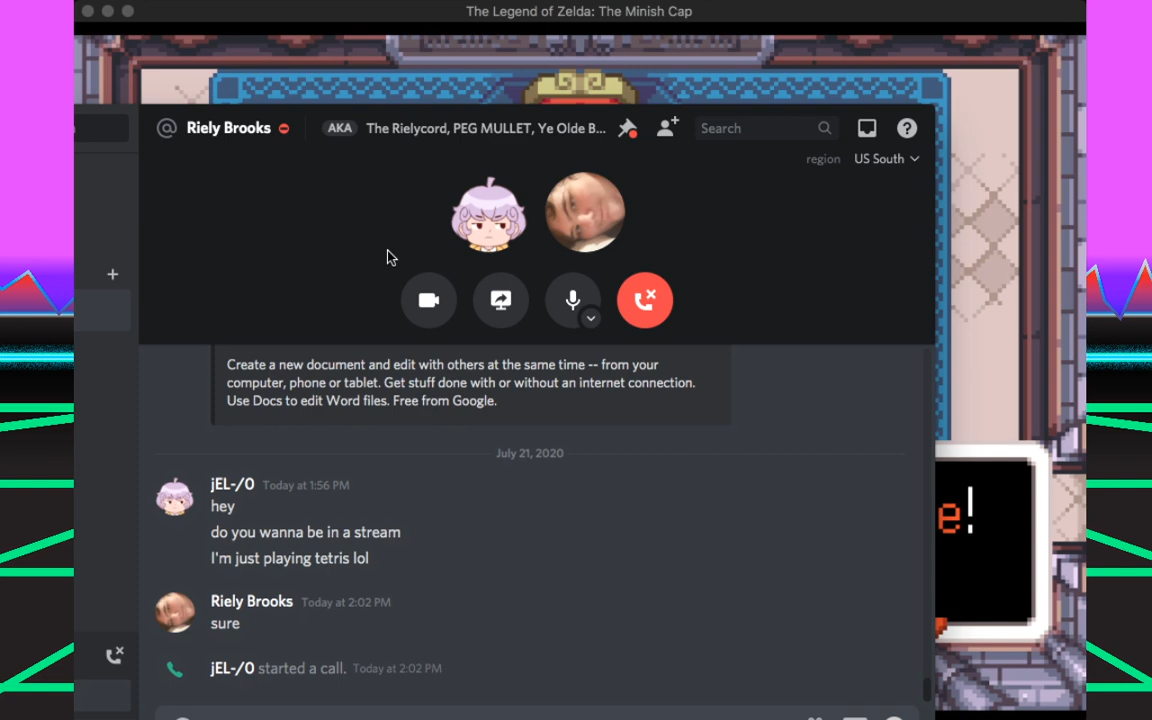 The Legend of Zelda: The Minish Cap
@ Riely Brooks AKA The Rielycord, PEG MULLET, Ye Olde B... Search
region US South
Create a new document and edit with others at the same time -- from your
computer, phone or tablet. Get stuff done with or without an internet connection.
Use Docs to edit Word files. Free from Google.
July 21, 2020
jEL-/0 Today at 1:56 PM
hey
do you wanna be in a stream
I'm just playing tetris lol
e!
Riely Brooks Today at 2:02 PM
sure
jEL-/0 started a call. Today at 2:02 PM